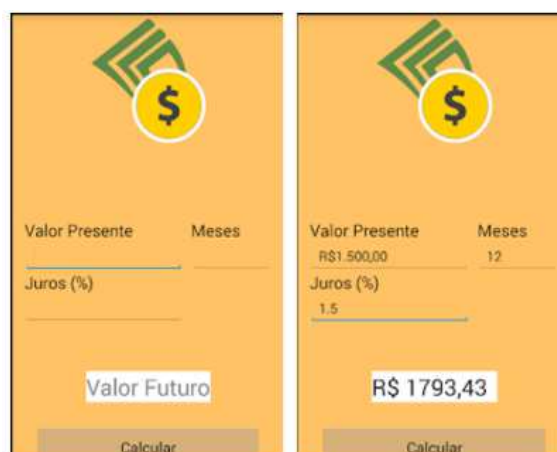 $
Valor Presente Meses
Juros (%)
Valor Futuro
Calcular
$
Valor Presente Meses
R$1.500,00 12
Juros (%)
1.5
R$ 1793,43
Calcular